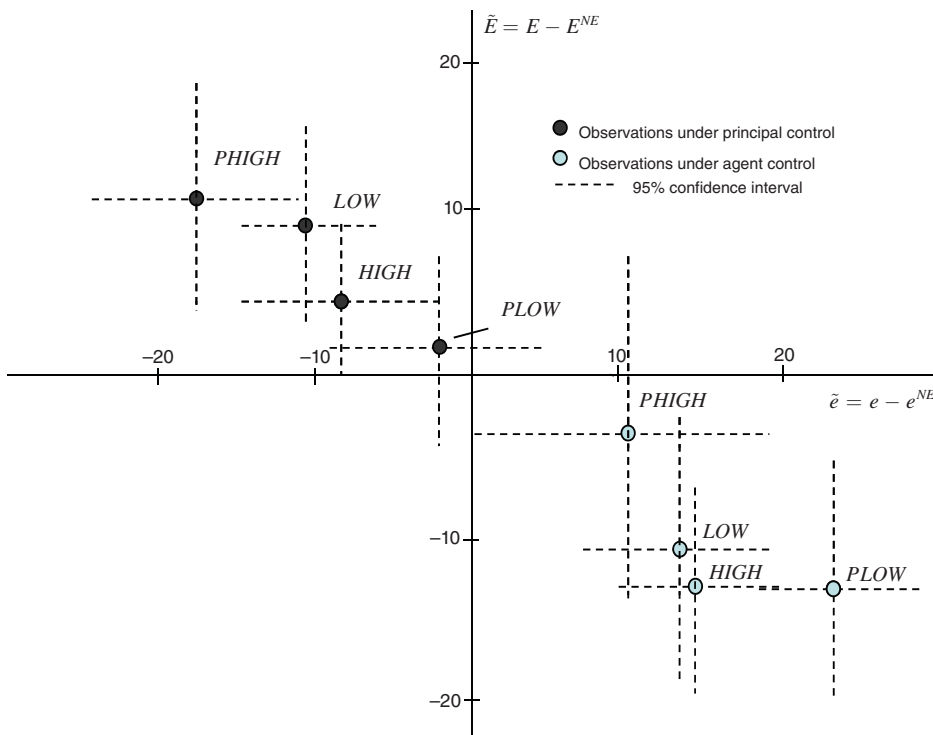 Ẽ = E − E^NE
20
Observations under principal control
PHIGH
Observations under agent control
95% confidence interval
LOW
10
HIGH
PLOW
−20
−10
10
20
PHIGH
ẽ = e − e^NE
−10
LOW
HIGH
PLOW
−20